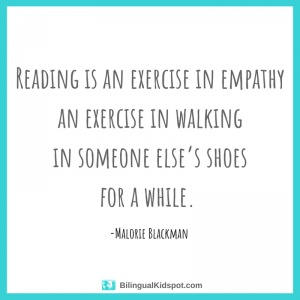 Reading is an exercise in empathy
an exercise in walking
in someone else's shoes
for a while.
-Malorie Blackman
BilingualKidspot.com